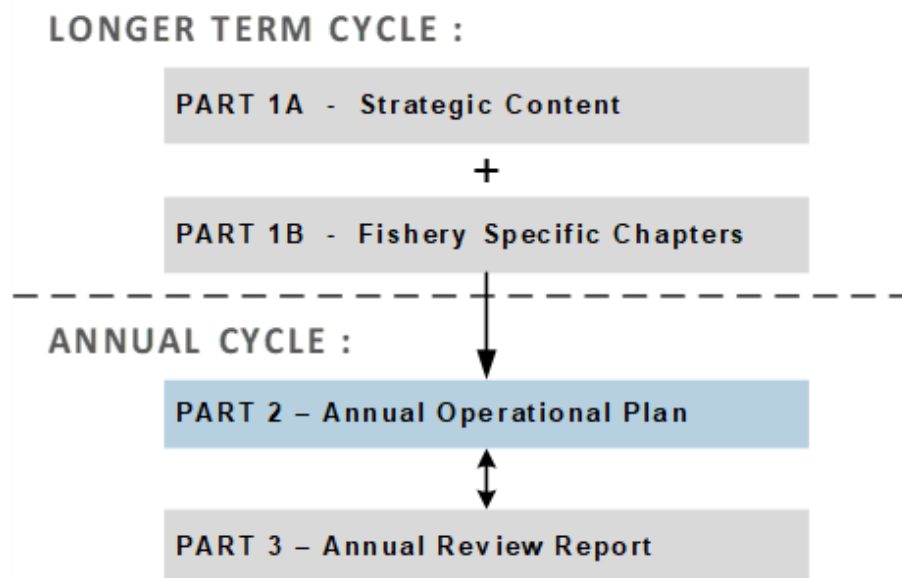 LONGER TERM CYCLE :
PART 1A - Strategic Content
+
PART 1B - Fishery Specific Chapters
ANNUAL CYCLE :
PART 2 – Annual Operational Plan
PART 3 – Annual Review Report